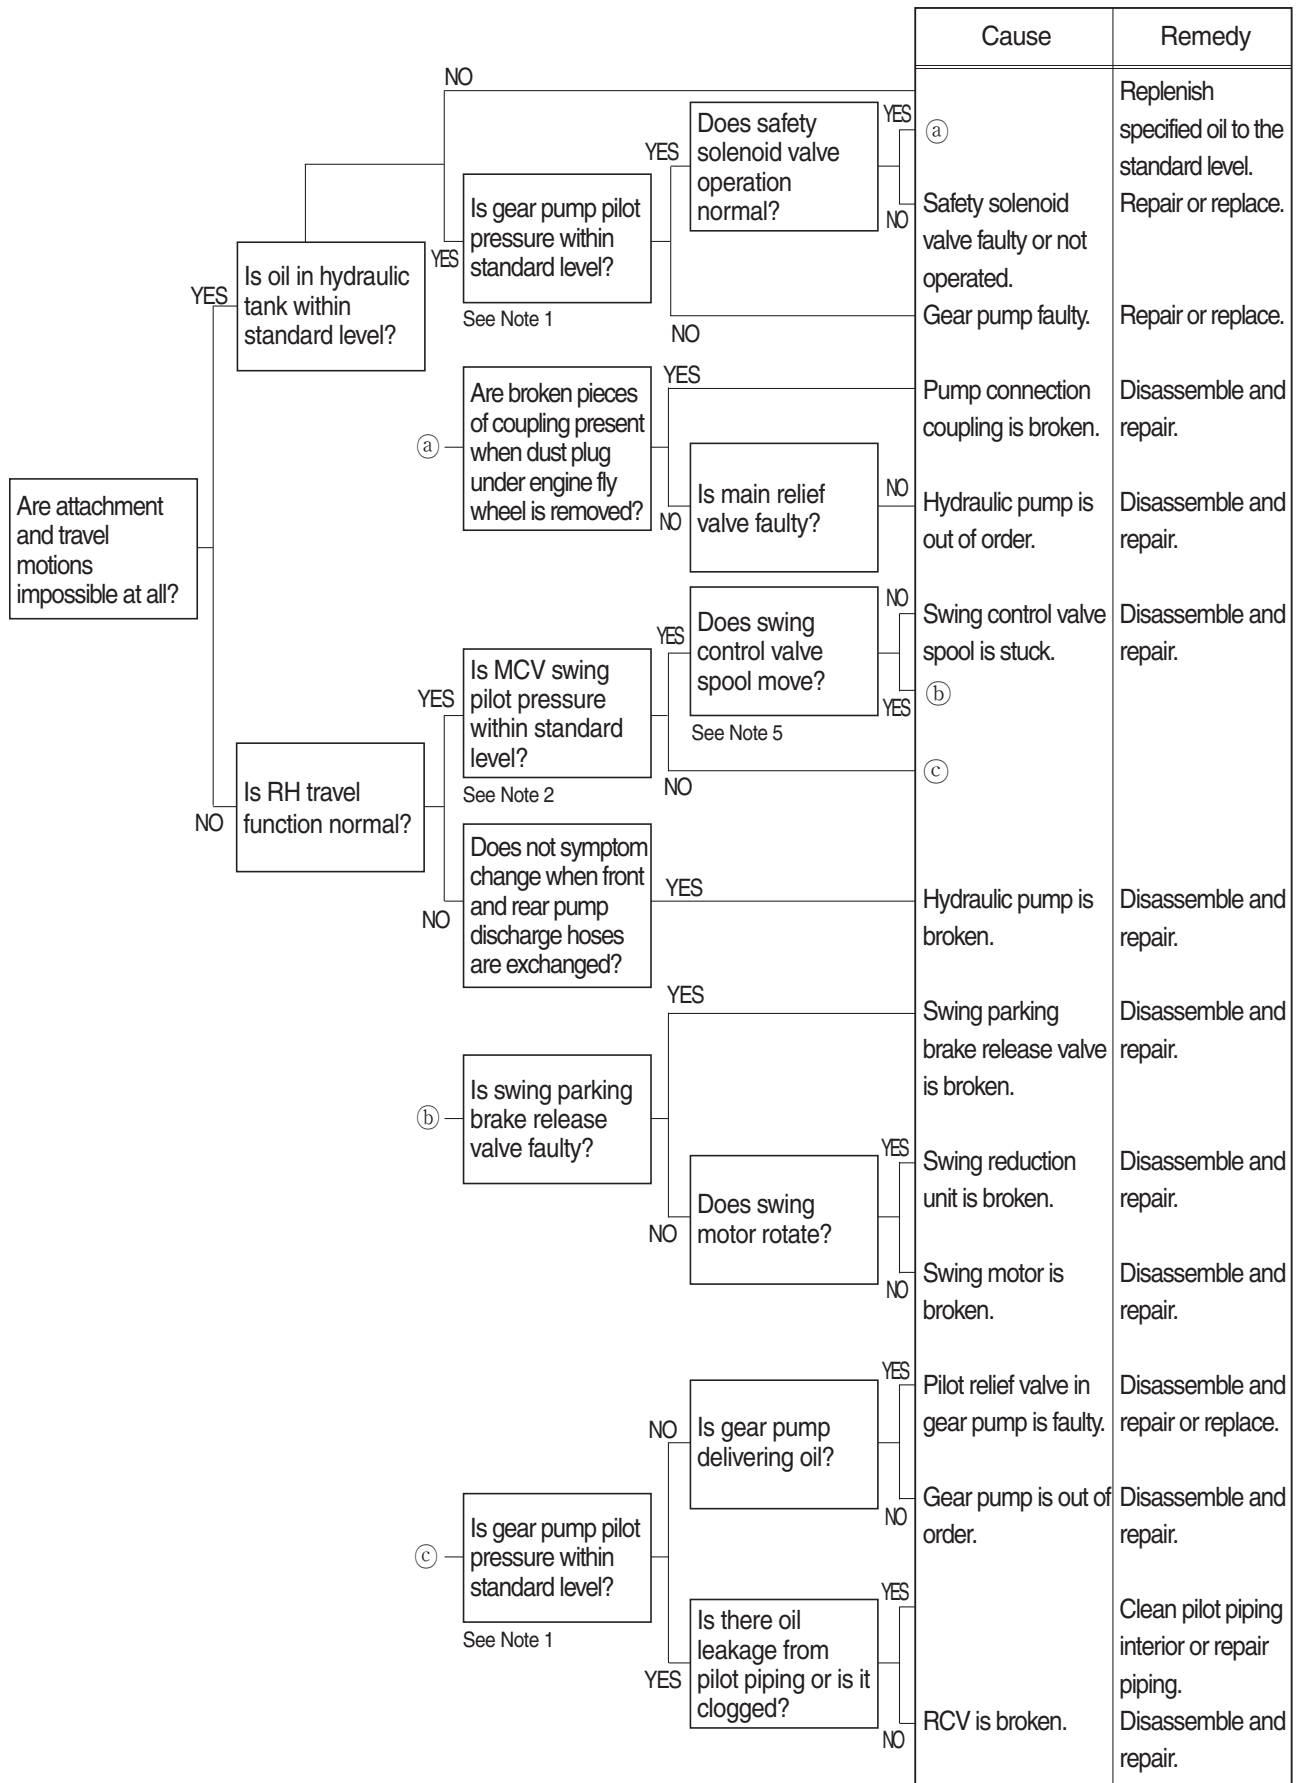 Cause
Remedy
NO
Replenish
specified oil to the
standard level.
Does safety
solenoid valve
operation
normal?
YES
ⓐ
YES
NO
Safety solenoid
valve faulty or not
operated.
Repair or replace.
Is gear pump pilot
pressure within
standard level?
YES
See Note 1
NO
Gear pump faulty.
Repair or replace.
Is oil in hydraulic
tank within
standard level?
YES
Are broken pieces
of coupling present
when dust plug
under engine fly
wheel is removed?
ⓐ
YES
Pump connection
coupling is broken.
Disassemble and
repair.
NO
Is main relief
valve faulty?
NO
Hydraulic pump is
out of order.
Disassemble and
repair.
Are attachment
and travel
motions
impossible at all?
Does swing
control valve
spool move?
See Note 5
NO
Swing control valve
spool is stuck.
Disassemble and
repair.
YES
ⓑ
YES
Is MCV swing
pilot pressure
within standard
level?
See Note 2
YES
NO
ⓒ
NO
Is RH travel
function normal?
NO
Does not symptom
change when front
and rear pump
discharge hoses
are exchanged?
YES
Hydraulic pump is
broken.
Disassemble and
repair.
YES
Swing parking
brake release valve
is broken.
Disassemble and
repair.
ⓑ
Is swing parking
brake release
valve faulty?
NO
Does swing
motor rotate?
YES
Swing reduction
unit is broken.
Disassemble and
repair.
NO
Swing motor is
broken.
Disassemble and
repair.
NO
Is gear pump
delivering oil?
YES
Pilot relief valve in
gear pump is faulty.
Disassemble and
repair or replace.
NO
Gear pump is out of
order.
Disassemble and
repair.
ⓒ
Is gear pump pilot
pressure within
standard level?
See Note 1
YES
Is there oil
leakage from
pilot piping or is it
clogged?
YES
Clean pilot piping
interior or repair
piping.
NO
RCV is broken.
Disassemble and
repair.